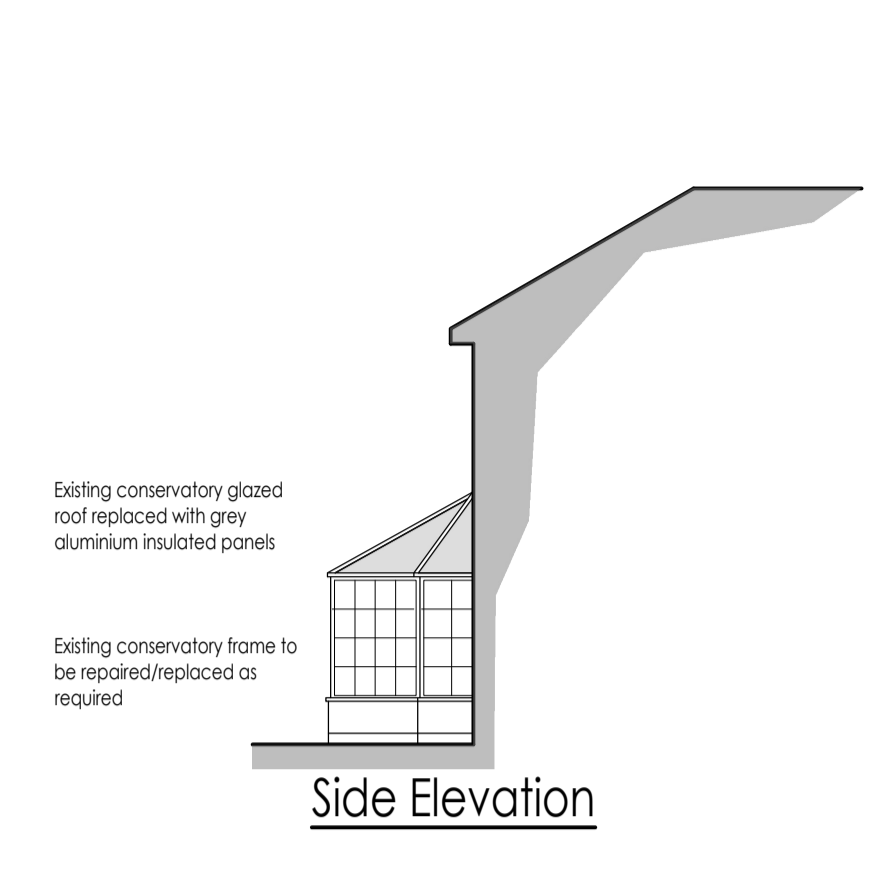 Existing conservatory glazed
roof replaced with grey
aluminium insulated panels
Existing conservatory frame to
be repaired/replaced as
required
Side Elevation